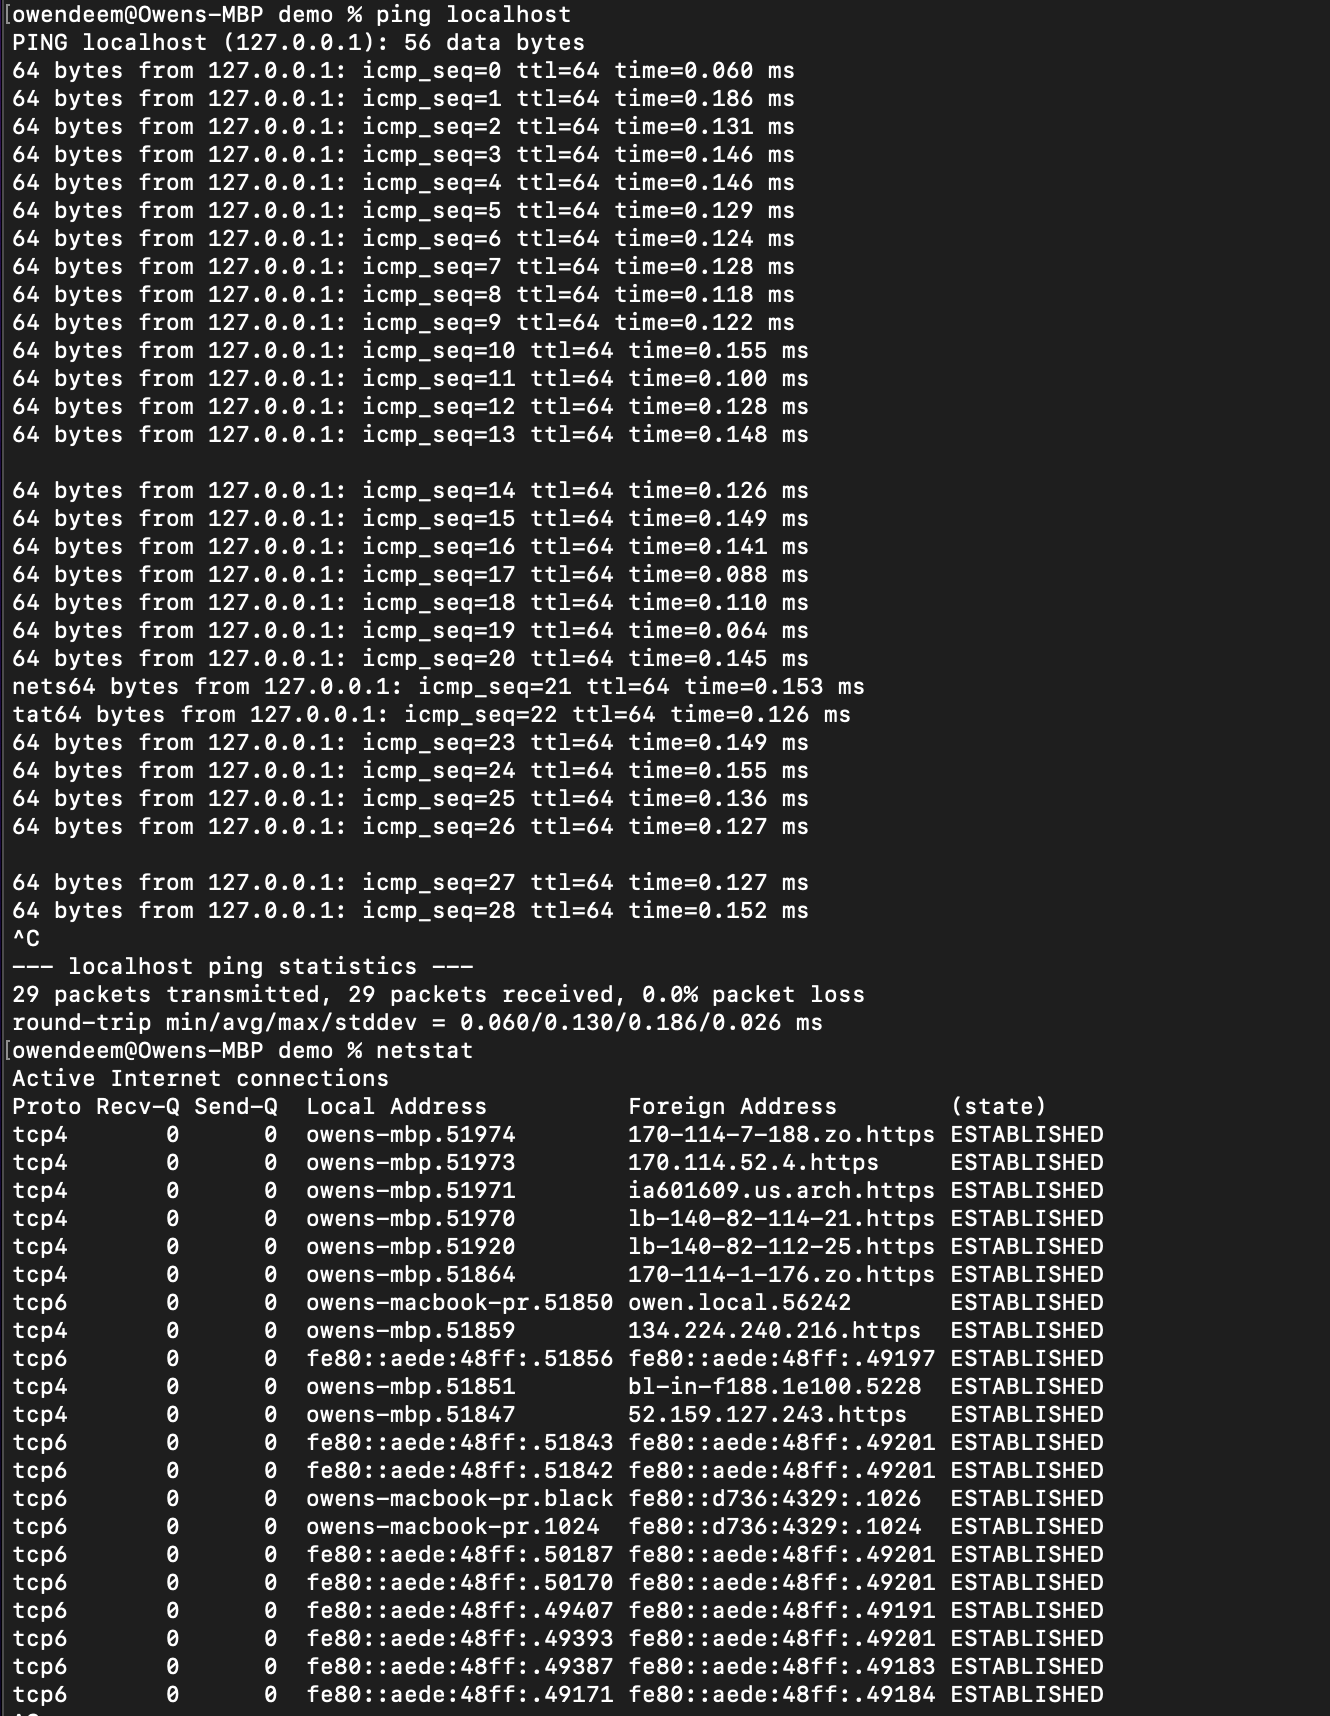 [owendeem@Owens-MBP demo % ping localhost
PING localhost (127.0.0.1): 56 data bytes
64 bytes from 127.0.0.1: icmp_seq=0 ttl=64 time=0.060 ms
64 bytes from 127.0.0.1: icmp_seq=1 ttl=64 time=0.186 ms
64 bytes from 127.0.0.1: icmp_seq=2 ttl=64 time=0.131 ms
64 bytes from 127.0.0.1: icmp_seq=3 ttl=64 time=0.146 ms
64 bytes from 127.0.0.1: icmp_seq=4 ttl=64 time=0.146 ms
64 bytes from 127.0.0.1: icmp_seq=5 ttl=64 time=0.129 ms
64 bytes from 127.0.0.1: icmp_seq=6 ttl=64 time=0.124 ms
64 bytes from 127.0.0.1: icmp_seq=7 ttl=64 time=0.128 ms
64 bytes from 127.0.0.1: icmp_seq=8 ttl=64 time=0.118 ms
64 bytes from 127.0.0.1: icmp_seq=9 ttl=64 time=0.122 ms
64 bytes from 127.0.0.1: icmp_seq=10 ttl=64 time=0.155 ms
64 bytes from 127.0.0.1: icmp_seq=11 ttl=64 time=0.100 ms
64 bytes from 127.0.0.1: icmp_seq=12 ttl=64 time=0.128 ms
64 bytes from 127.0.0.1: icmp_seq=13 ttl=64 time=0.148 ms

64 bytes from 127.0.0.1: icmp_seq=14 ttl=64 time=0.126 ms
64 bytes from 127.0.0.1: icmp_seq=15 ttl=64 time=0.149 ms
64 bytes from 127.0.0.1: icmp_seq=16 ttl=64 time=0.141 ms
64 bytes from 127.0.0.1: icmp_seq=17 ttl=64 time=0.088 ms
64 bytes from 127.0.0.1: icmp_seq=18 ttl=64 time=0.110 ms
64 bytes from 127.0.0.1: icmp_seq=19 ttl=64 time=0.064 ms
64 bytes from 127.0.0.1: icmp_seq=20 ttl=64 time=0.145 ms
nets64 bytes from 127.0.0.1: icmp_seq=21 ttl=64 time=0.153 ms
tat64 bytes from 127.0.0.1: icmp_seq=22 ttl=64 time=0.126 ms
64 bytes from 127.0.0.1: icmp_seq=23 ttl=64 time=0.149 ms
64 bytes from 127.0.0.1: icmp_seq=24 ttl=64 time=0.155 ms
64 bytes from 127.0.0.1: icmp_seq=25 ttl=64 time=0.136 ms
64 bytes from 127.0.0.1: icmp_seq=26 ttl=64 time=0.127 ms

64 bytes from 127.0.0.1: icmp_seq=27 ttl=64 time=0.127 ms
64 bytes from 127.0.0.1: icmp_seq=28 ttl=64 time=0.152 ms
^C
--- localhost ping statistics ---
29 packets transmitted, 29 packets received, 0.0% packet loss
round-trip min/avg/max/stddev = 0.060/0.130/0.186/0.026 ms
[owendeem@Owens-MBP demo % netstat
Active Internet connections
Proto Recv-Q Send-Q  Local Address          Foreign Address        (state)
tcp4       0      0  owens-mbp.51974        170-114-7-188.zo.https ESTABLISHED
tcp4       0      0  owens-mbp.51973        170.114.52.4.https     ESTABLISHED
tcp4       0      0  owens-mbp.51971        ia601609.us.arch.https ESTABLISHED
tcp4       0      0  owens-mbp.51970        lb-140-82-114-21.https ESTABLISHED
tcp4       0      0  owens-mbp.51920        lb-140-82-112-25.https ESTABLISHED
tcp4       0      0  owens-mbp.51864        170-114-1-176.zo.https ESTABLISHED
tcp6       0      0  owens-macbook-pr.51850 owen.local.56242       ESTABLISHED
tcp4       0      0  owens-mbp.51859        134.224.240.216.https  ESTABLISHED
tcp6       0      0  fe80::aede:48ff:.51856 fe80::aede:48ff:.49197 ESTABLISHED
tcp4       0      0  owens-mbp.51851        bl-in-f188.1e100.5228  ESTABLISHED
tcp4       0      0  owens-mbp.51847        52.159.127.243.https   ESTABLISHED
tcp6       0      0  fe80::aede:48ff:.51843 fe80::aede:48ff:.49201 ESTABLISHED
tcp6       0      0  fe80::aede:48ff:.51842 fe80::aede:48ff:.49201 ESTABLISHED
tcp6       0      0  owens-macbook-pr.black fe80::d736:4329:.1026  ESTABLISHED
tcp6       0      0  owens-macbook-pr.1024  fe80::d736:4329:.1024  ESTABLISHED
tcp6       0      0  fe80::aede:48ff:.50187 fe80::aede:48ff:.49201 ESTABLISHED
tcp6       0      0  fe80::aede:48ff:.50170 fe80::aede:48ff:.49201 ESTABLISHED
tcp6       0      0  fe80::aede:48ff:.49407 fe80::aede:48ff:.49191 ESTABLISHED
tcp6       0      0  fe80::aede:48ff:.49393 fe80::aede:48ff:.49201 ESTABLISHED
tcp6       0      0  fe80::aede:48ff:.49387 fe80::aede:48ff:.49183 ESTABLISHED
tcp6       0      0  fe80::aede:48ff:.49171 fe80::aede:48ff:.49184 ESTABLISHED